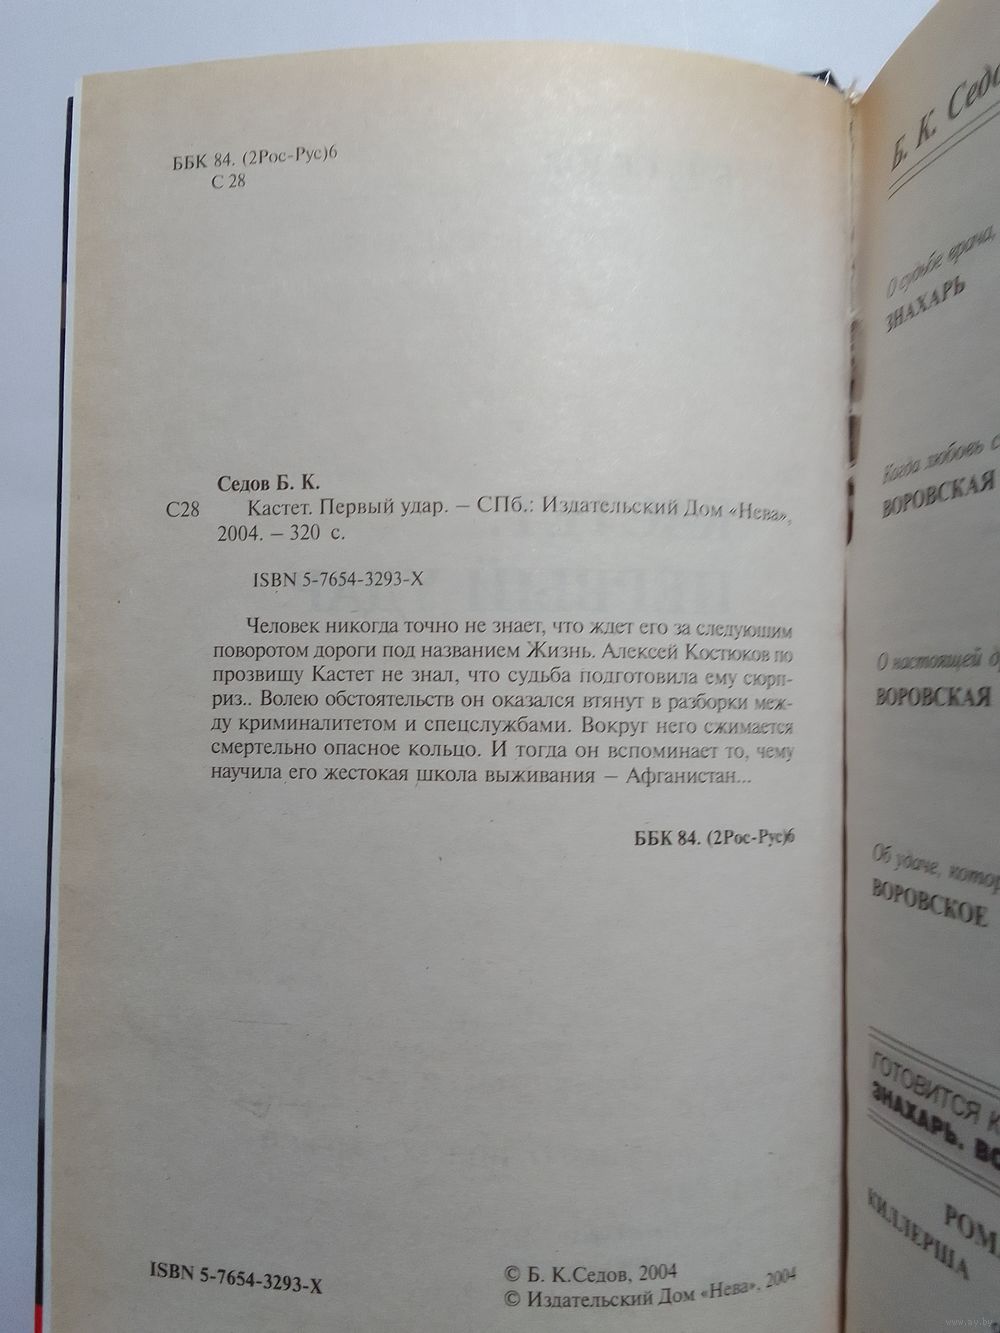 ББК 84. (2Рос-Рус)6
С 28
Седов Б. К.
С28 Кастет. Первый удар. – СПб.: Издательский Дом «Нева»,
2004. – 320 с.
ISBN 5-7654-3293-X
Человек никогда точно не знает, что ждет его за следующим
поворотом дороги под названием Жизнь. Алексей Костюков по
прозвищу Кастет не знал, что судьба подготовила ему сюрп-
риз.. Волею обстоятельств он оказался втянут в разборки меж-
ду криминалитетом и спецслужбами. Вокруг него сжимается
смертельно опасное кольцо. И тогда он вспоминает то, чему
научила его жестокая школа выживания – Афганистан...
ББК 84. (2Рос-Рус)6
ISBN 5-7654-3293-X
© Б. К.Седов, 2004
© Издательский Дом «Нева», 2004
Б. К. Седо
О судьбе врача,
ЗНАХАРЬ
Когда любовь с
ВОРОВСКАЯ
О настоящей д
ВОРОВСКАЯ
Об удаче, котор
ВОРОВСКОЕ
ГОТОВИТСЯ К
ЗНАХАРЬ. ВО
РОМ
КИЛЛЕРША
www.ay.by